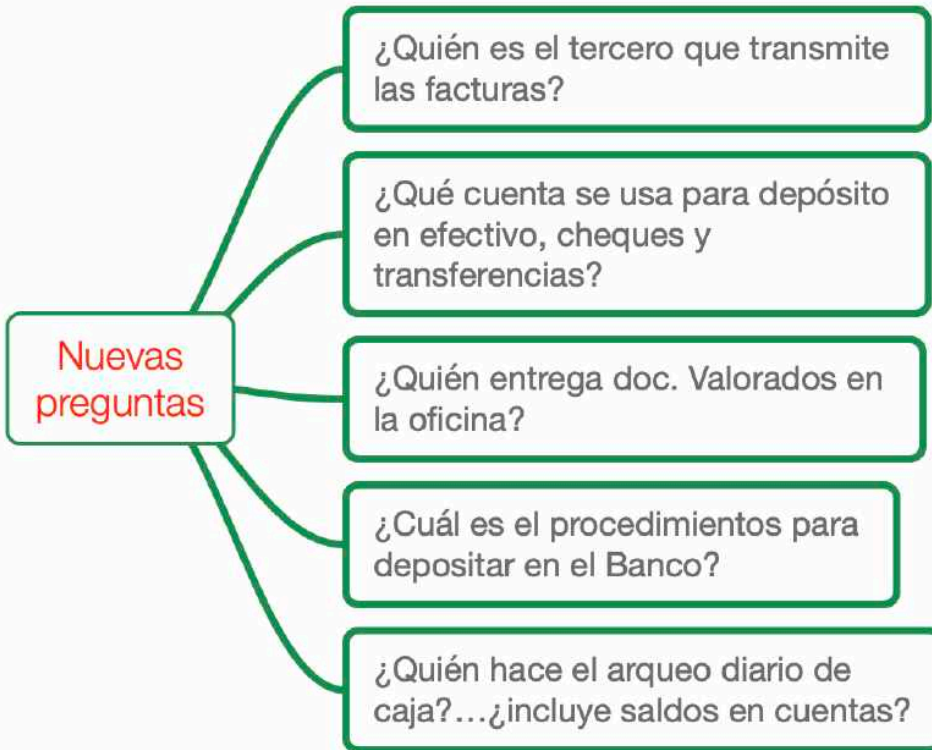 ¿Quién es el tercero que transmite
las facturas?
¿Qué cuenta se usa para depósito
en efectivo, cheques y
transferencias?
Nuevas
preguntas
¿Quién entrega doc. Valorados en
la oficina?
¿Cuál es el procedimientos para
depositar en el Banco?
¿Quién hace el arqueo diario de
caja?...¿incluye saldos en cuentas?